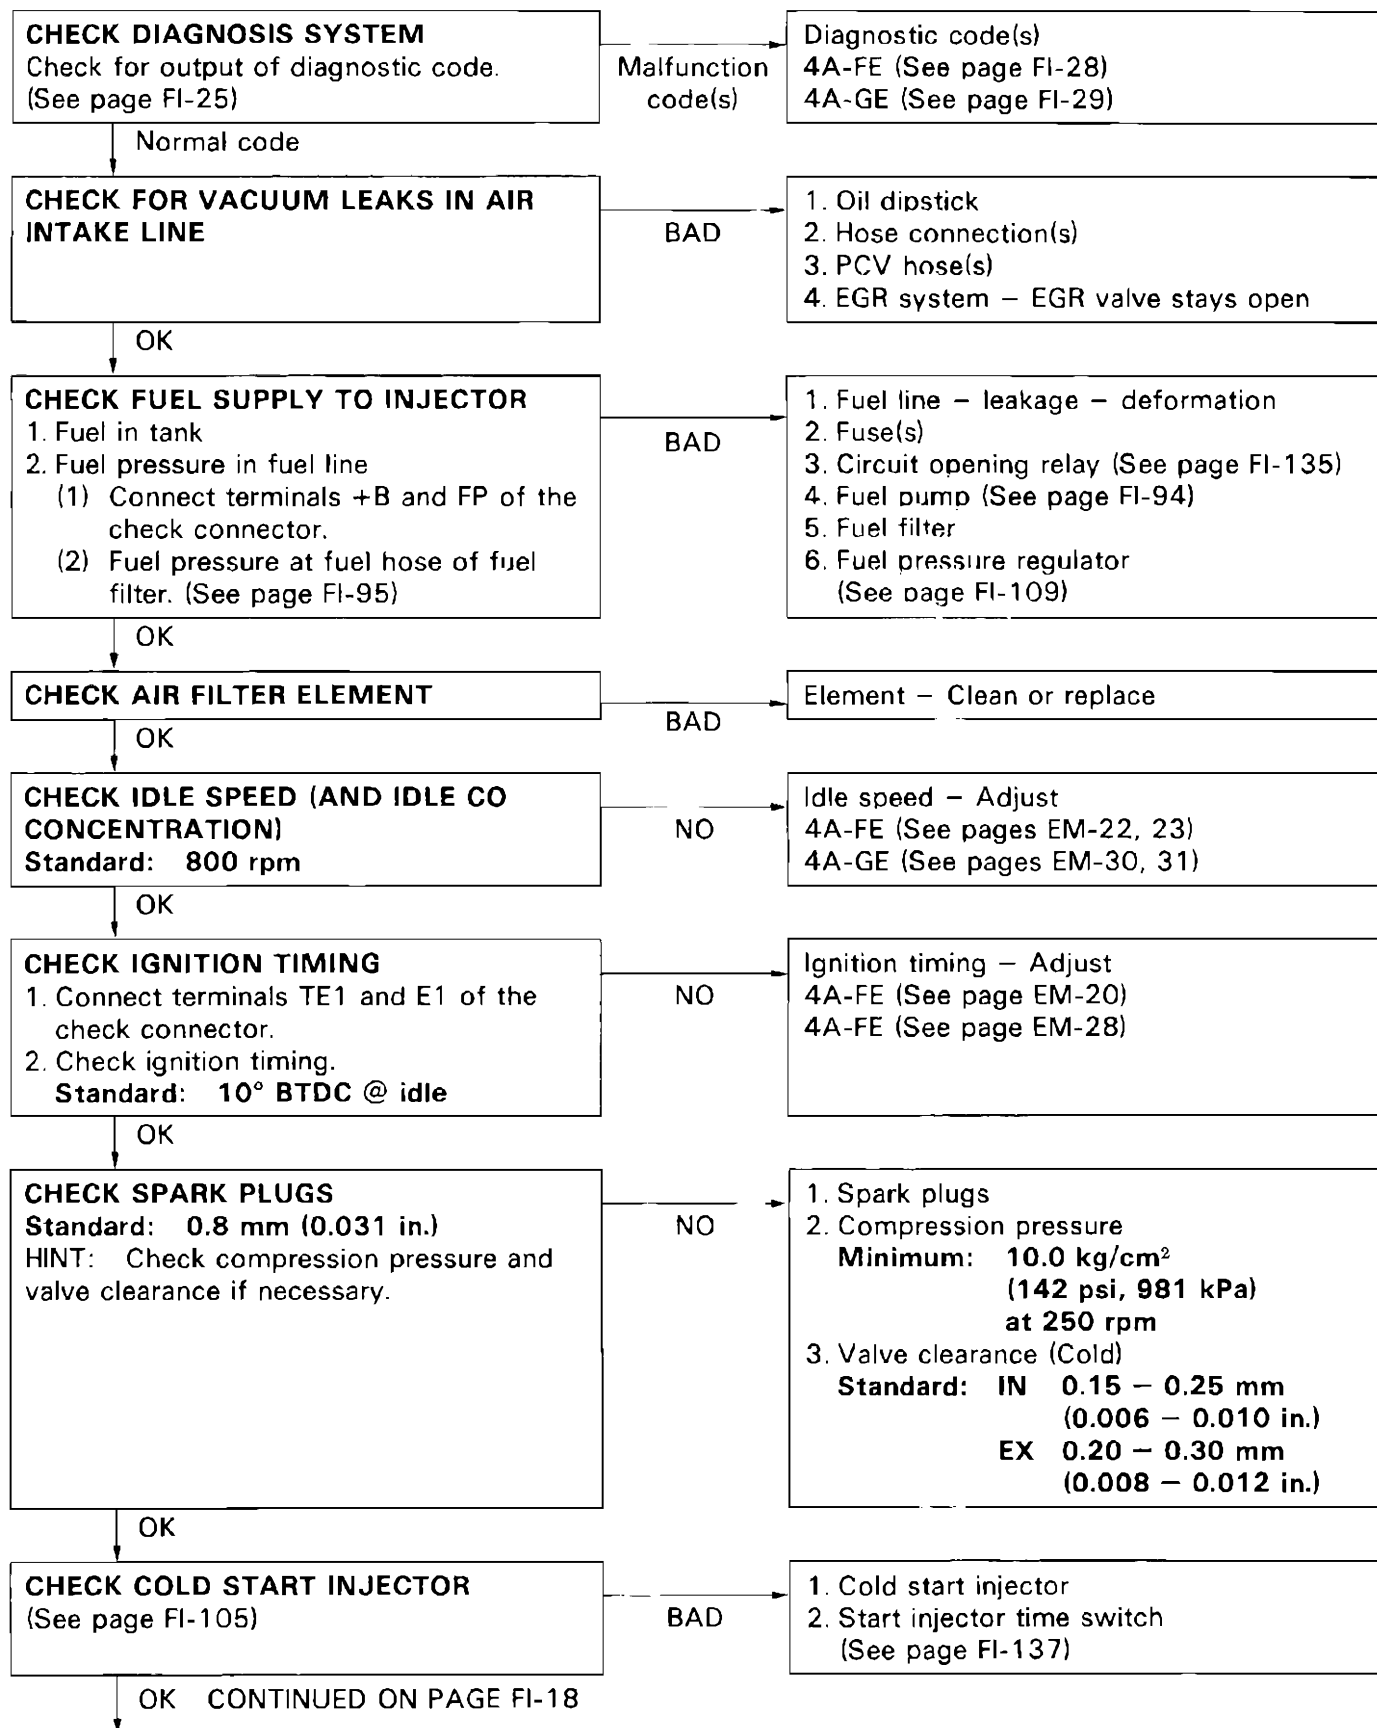 CHECK DIAGNOSIS SYSTEM
Check for output of diagnostic code.
(See page FI-25)
Malfunction
code(s)
Diagnostic code(s)
4A-FE (See page FI-28)
4A-GE (See page FI-29)
Normal code
CHECK FOR VACUUM LEAKS IN AIR
INTAKE LINE
BAD
1. Oil dipstick
2. Hose connection(s)
3. PCV hose(s)
4. EGR system – EGR valve stays open
OK
CHECK FUEL SUPPLY TO INJECTOR
1. Fuel in tank
2. Fuel pressure in fuel line
(1) Connect terminals +B and FP of the
check connector.
(2) Fuel pressure at fuel hose of fuel
filter. (See page FI-95)
BAD
1. Fuel line – leakage – deformation
2. Fuse(s)
3. Circuit opening relay (See page FI-135)
4. Fuel pump (See page FI-94)
5. Fuel filter
6. Fuel pressure regulator
(See page FI-109)
OK
CHECK AIR FILTER ELEMENT
BAD
Element – Clean or replace
OK
CHECK IDLE SPEED (AND IDLE CO
CONCENTRATION)
Standard: 800 rpm
NO
Idle speed – Adjust
4A-FE (See pages EM-22, 23)
4A-GE (See pages EM-30, 31)
OK
CHECK IGNITION TIMING
1. Connect terminals TE1 and E1 of the
check connector.
2. Check ignition timing.
Standard: 10° BTDC @ idle
NO
Ignition timing – Adjust
4A-FE (See page EM-20)
4A-FE (See page EM-28)
OK
CHECK SPARK PLUGS
Standard: 0.8 mm (0.031 in.)
HINT: Check compression pressure and
valve clearance if necessary.
NO
1. Spark plugs
2. Compression pressure
Minimum: 10.0 kg/cm²
(142 psi, 981 kPa)
at 250 rpm
3. Valve clearance (Cold)
Standard: IN 0.15 – 0.25 mm
(0.006 – 0.010 in.)
EX 0.20 – 0.30 mm
(0.008 – 0.012 in.)
OK
CHECK COLD START INJECTOR
(See page FI-105)
BAD
1. Cold start injector
2. Start injector time switch
(See page FI-137)
OK CONTINUED ON PAGE FI-18